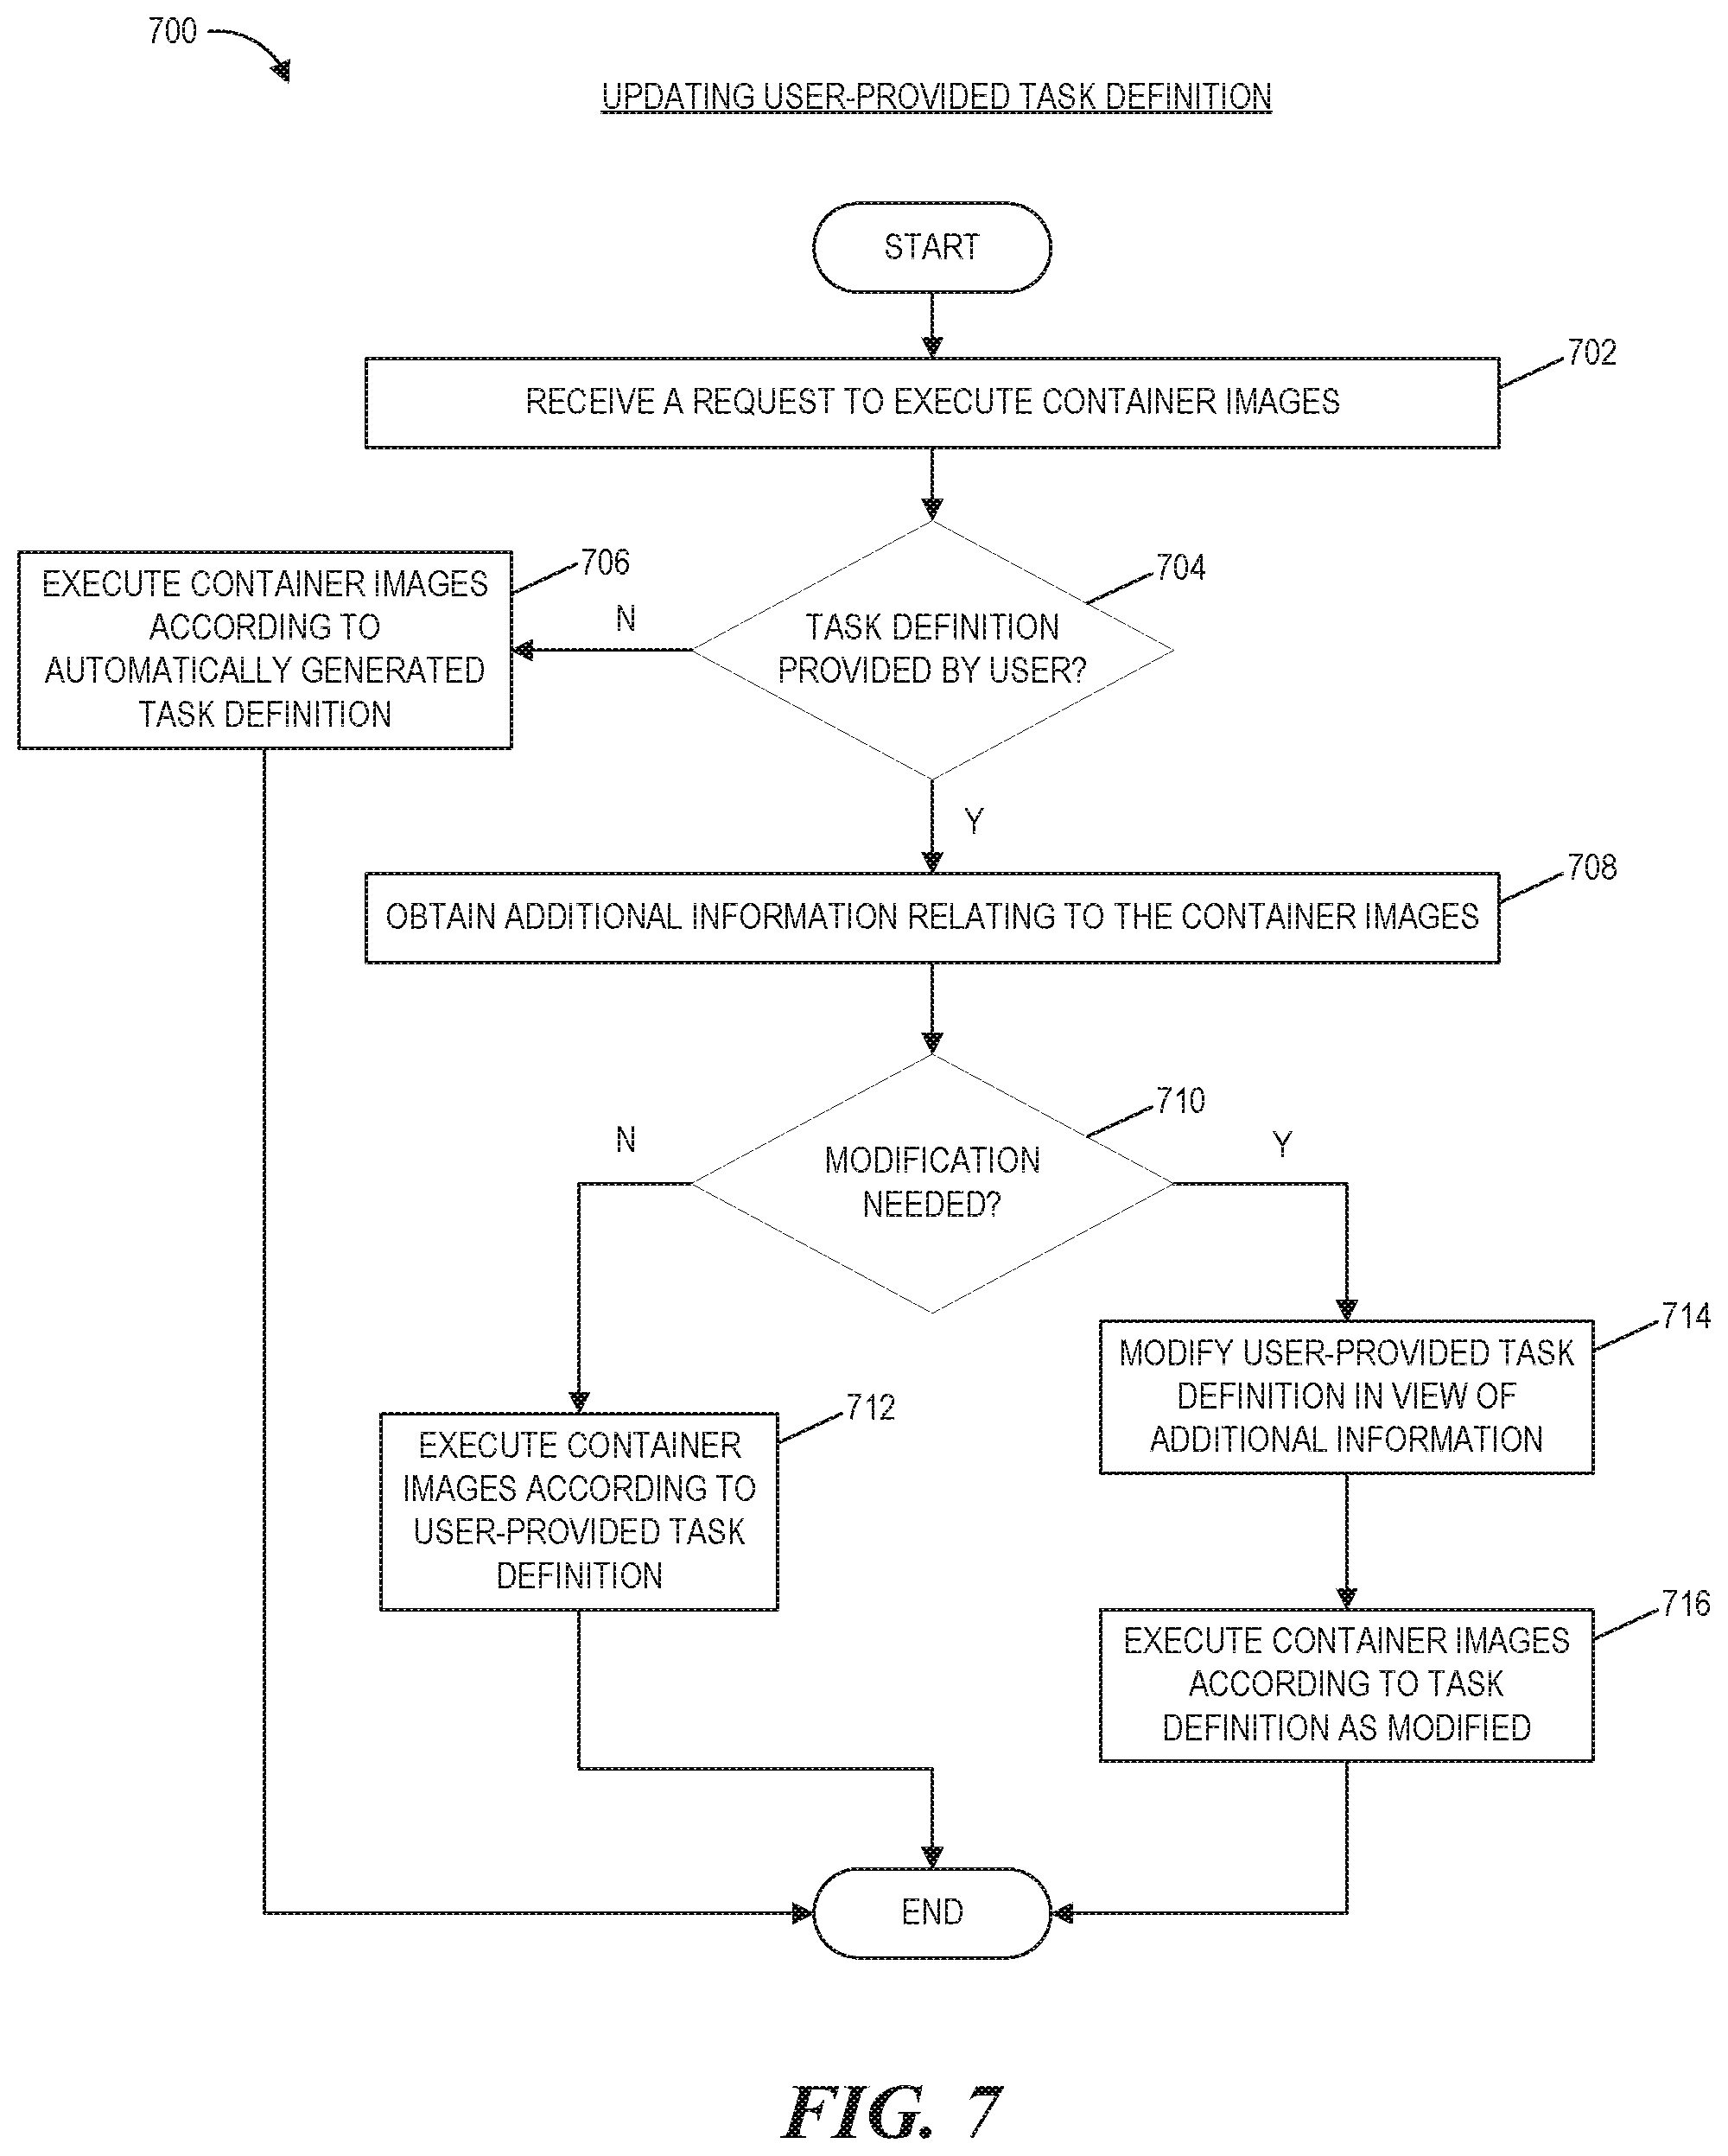 700
UPDATING USER-PROVIDED TASK DEFINITION
START
702
RECEIVE A REQUEST TO EXECUTE CONTAINER IMAGES
704
TASK DEFINITION
PROVIDED BY USER?
N
706
EXECUTE CONTAINER IMAGES
ACCORDING TO
AUTOMATICALLY GENERATED
TASK DEFINITION
Y
708
OBTAIN ADDITIONAL INFORMATION RELATING TO THE CONTAINER IMAGES
710
MODIFICATION
NEEDED?
N
Y
712
EXECUTE CONTAINER
IMAGES ACCORDING TO
USER-PROVIDED TASK
DEFINITION
714
MODIFY USER-PROVIDED TASK
DEFINITION IN VIEW OF
ADDITIONAL INFORMATION
716
EXECUTE CONTAINER IMAGES
ACCORDING TO TASK
DEFINITION AS MODIFIED
END
FIG. 7